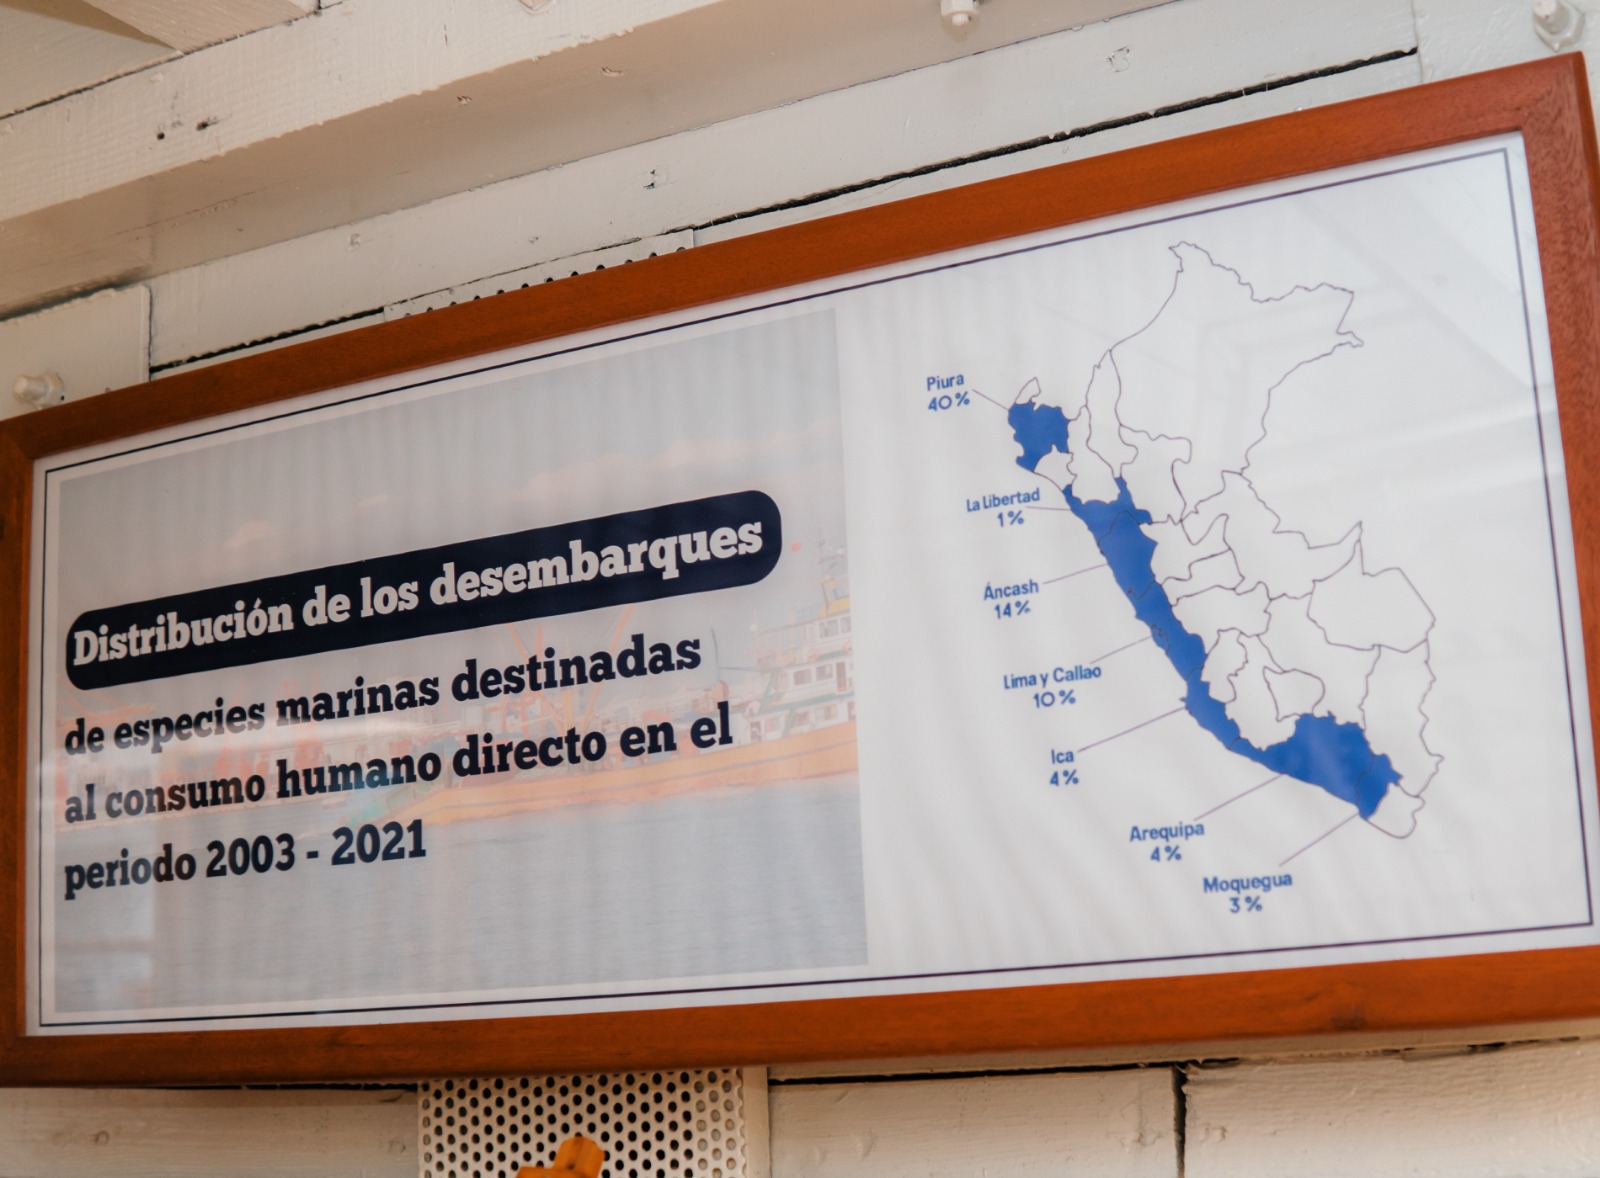 Distribución de los desembarques
de especies marinas destinadas
al consumo humano directo en el
periodo 2003 - 2021
Piura
40%
La Libertad
1%
Áncash
14%
Lima y Callao
10%
Ica
4%
Arequipa
4%
Moquegua
3%